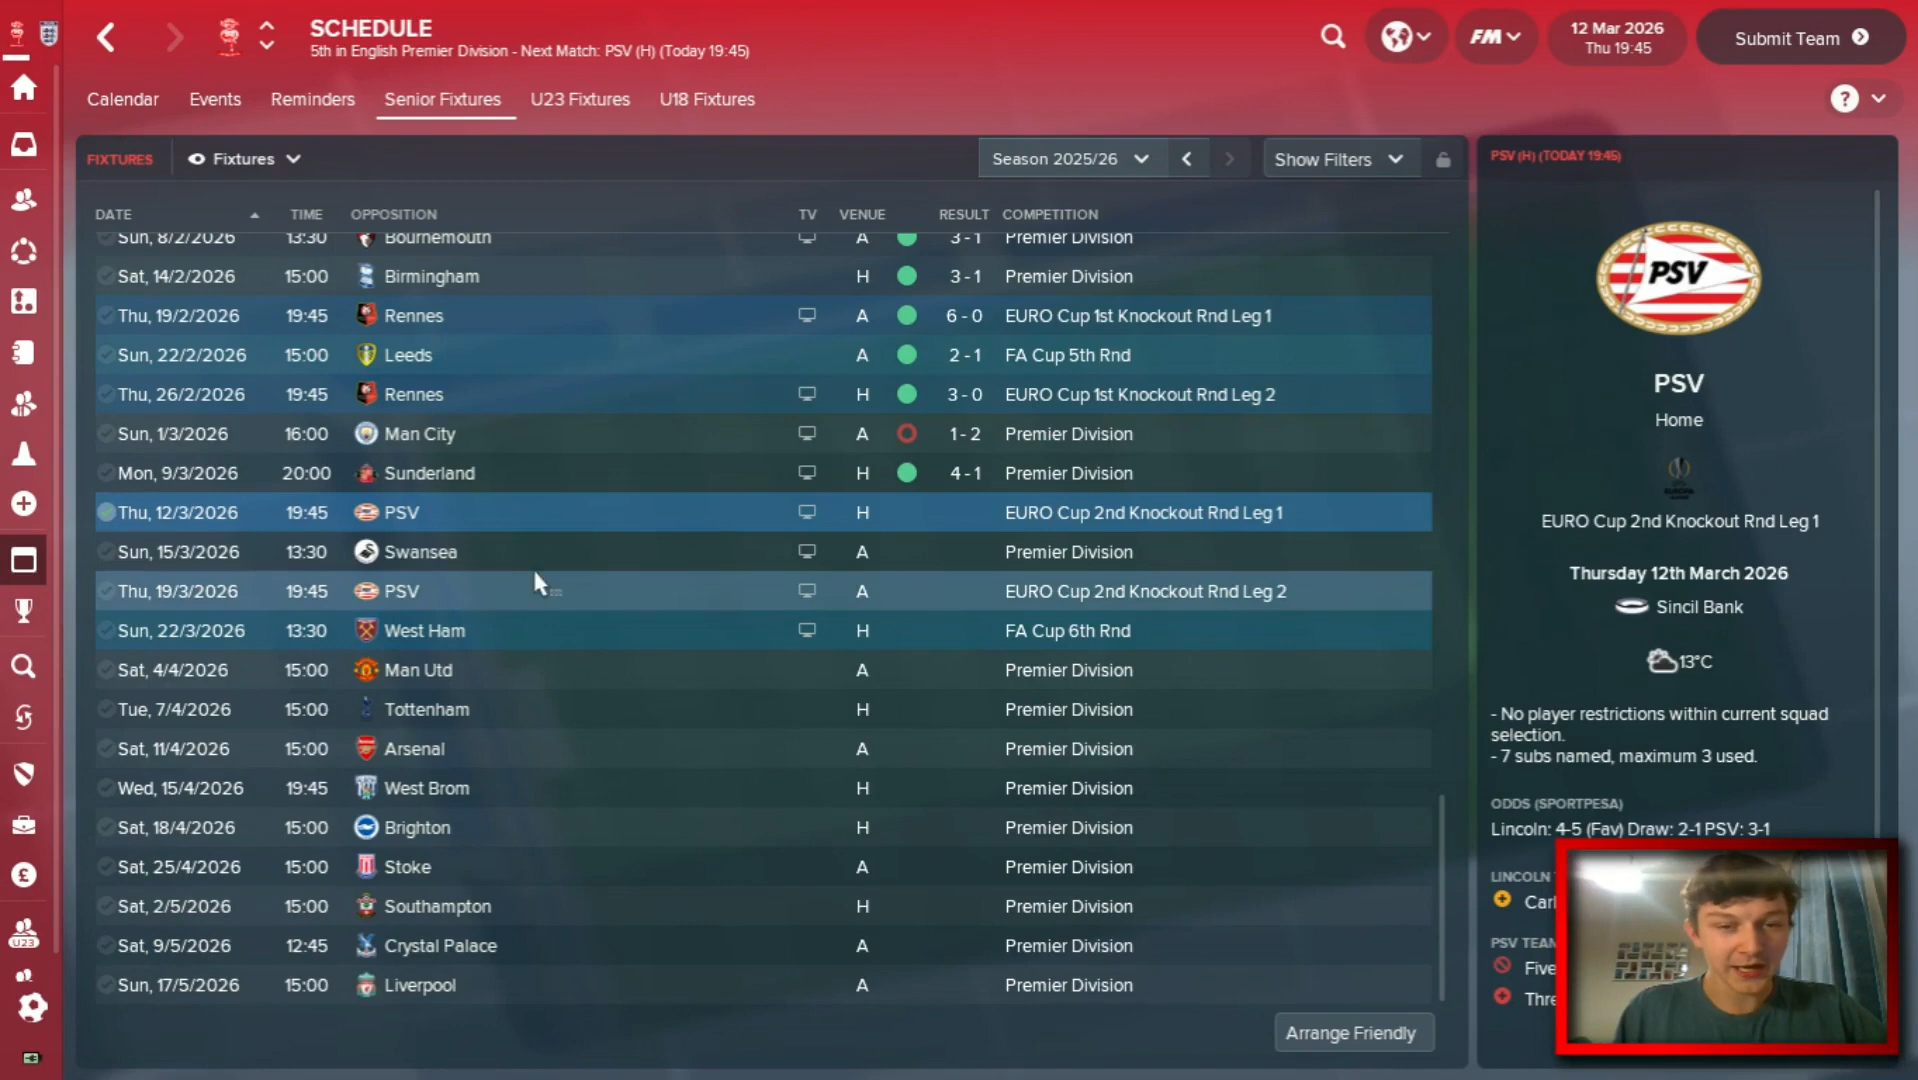 SCHEDULE
5th in English Premier Division - Next Match: PSV (H) (Today 19:45)
FM
12 Mar 2026
Thu 19:45
Submit Team
Calendar Events Reminders Senior Fixtures U23 Fixtures U18 Fixtures
?
FIXTURES Fixtures Season 2025/26 Show Filters
DATE TIME OPPOSITION TV VENUE RESULT COMPETITION
Sun, 8/2/2026 13:30 Bournemouth A 3 - 1 Premier Division
Sat, 14/2/2026 15:00 Birmingham H 3 - 1 Premier Division
Thu, 19/2/2026 19:45 Rennes A 6 - 0 EURO Cup 1st Knockout Rnd Leg 1
Sun, 22/2/2026 15:00 Leeds A 2 - 1 FA Cup 5th Rnd
Thu, 26/2/2026 19:45 Rennes H 3 - 0 EURO Cup 1st Knockout Rnd Leg 2
Sun, 1/3/2026 16:00 Man City A 1 - 2 Premier Division
Mon, 9/3/2026 20:00 Sunderland H 4 - 1 Premier Division
Thu, 12/3/2026 19:45 PSV H EURO Cup 2nd Knockout Rnd Leg 1
Sun, 15/3/2026 13:30 Swansea A Premier Division
Thu, 19/3/2026 19:45 PSV A EURO Cup 2nd Knockout Rnd Leg 2
Sun, 22/3/2026 13:30 West Ham H FA Cup 6th Rnd
Sat, 4/4/2026 15:00 Man Utd A Premier Division
Tue, 7/4/2026 15:00 Tottenham H Premier Division
Sat, 11/4/2026 15:00 Arsenal A Premier Division
Wed, 15/4/2026 19:45 West Brom H Premier Division
Sat, 18/4/2026 15:00 Brighton H Premier Division
Sat, 25/4/2026 15:00 Stoke A Premier Division
Sat, 2/5/2026 15:00 Southampton H Premier Division
Sat, 9/5/2026 12:45 Crystal Palace A Premier Division
Sun, 17/5/2026 15:00 Liverpool A Premier Division
Arrange Friendly
PSV (H) (TODAY 19:45)
PSV
PSV
Home
EUROPA
EURO Cup 2nd Knockout Rnd Leg 1
Thursday 12th March 2026
Sincil Bank
13°C
- No player restrictions within current squad
selection.
- 7 subs named, maximum 3 used.
ODDS (SPORTPESA)
Lincoln: 4-5 (Fav) Draw: 2-1 PSV: 3-1
LINCOLN
Carl
PSV TEAM
Five
Thre
£
U23